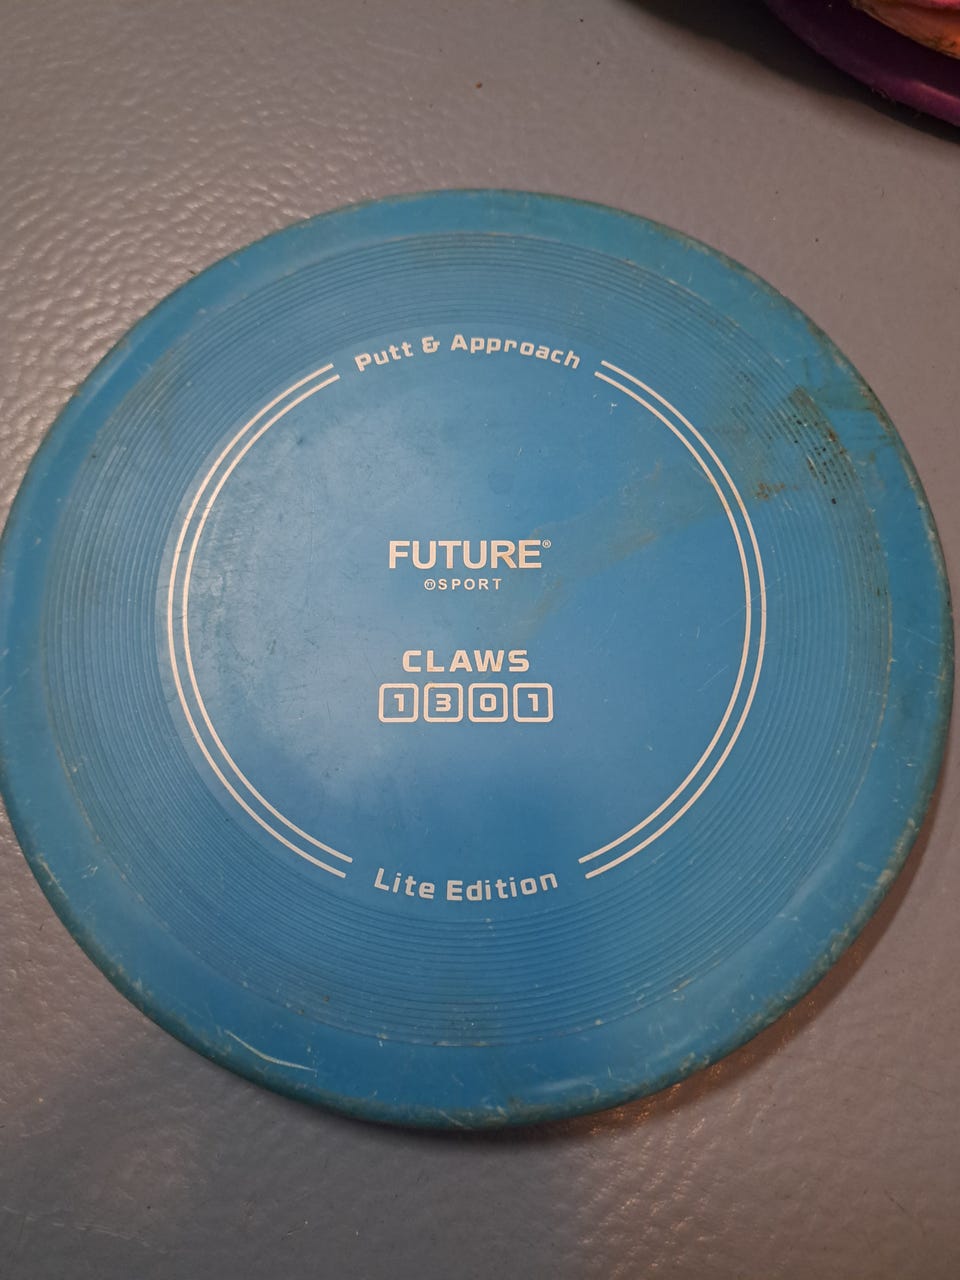 Putt & Approach
FUTURE®
SPORT
CLAWS
1 3 0 1
Lite Edition